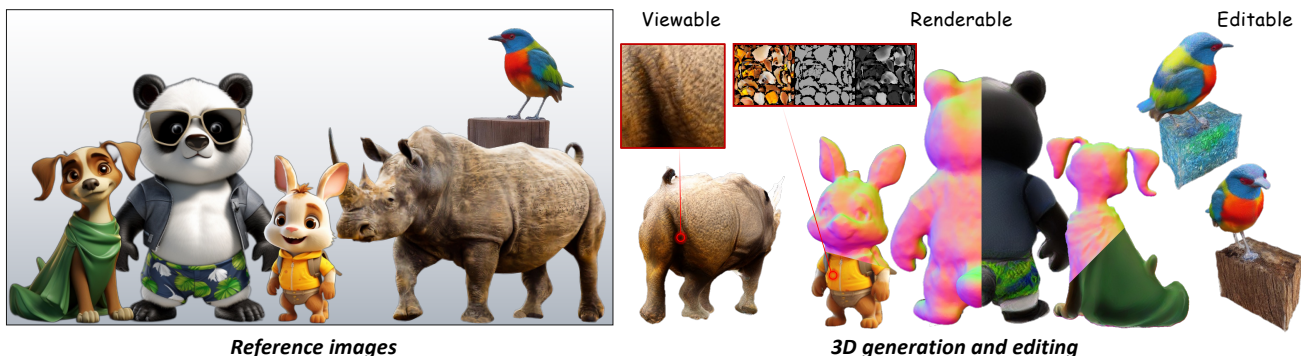 Viewable
Renderable
Editable
Reference images
3D generation and editing